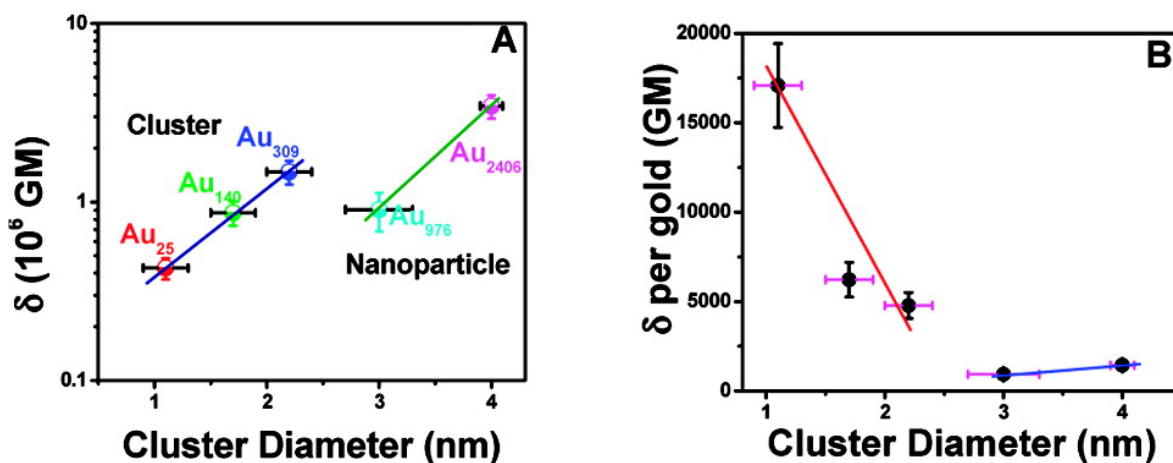 A
δ (10⁶ GM)
10
1
0.1
Cluster
Au₂₅
Au₁₄₀
Au₃₀₉
Au₉₇₆
Au₂₄₀₆
Nanoparticle
1 2 3 4
Cluster Diameter (nm)
B
δ per gold (GM)
20000
15000
10000
5000
0
1 2 3 4
Cluster Diameter (nm)